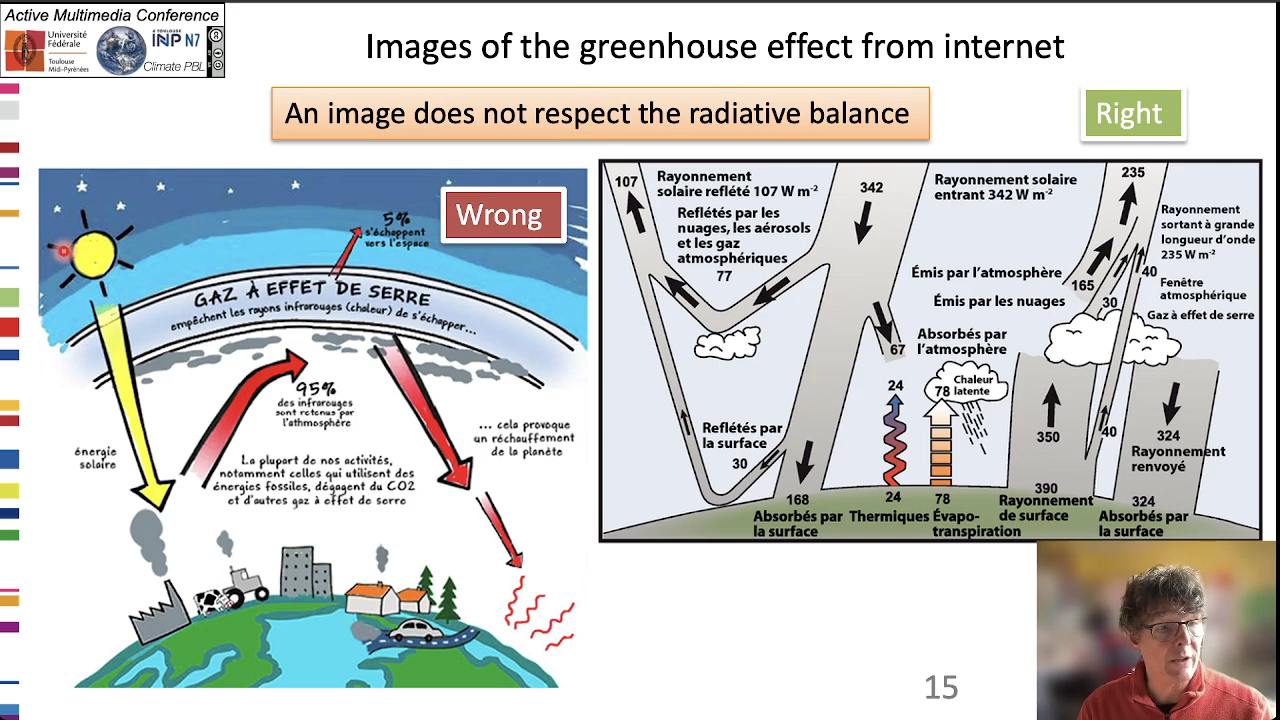 Active Multimedia Conference
Université
Fédérale
Toulouse
Midi-Pyrénées
INP N7
Climate PBL
Images of the greenhouse effect from internet
An image does not respect the radiative balance
Right
Wrong
5%
s'échappent
vers l'espace
GAZ À EFFET DE SERRE
empêchent les rayons infrarouges (chaleur) de s'échapper...
95%
des infrarouges
sont retenus par
l'athmosphère
énergie
solaire
... cela provoque
un réchauffement
de la planète
La plupart de nos activités,
notamment celles qui utilisent des
énergies fossiles, dégagent du CO2
et d'autres gaz à effet de serre
107
Rayonnement
solaire reflété 107 W m-2
Reflétés par les
nuages, les aérosols
et les gaz
atmosphériques
77
342
Rayonnement solaire
entrant 342 W m-2
235
Rayonnement
sortant à grande
longueur d'onde
235 W m-2
Émis par l'atmosphère
165
40
Émis par les nuages
30
Fenêtre
atmosphérique
Gaz à effet de serre
67
Absorbés par
l'atmosphère
24
78
Chaleur
latente
Reflétés par
la surface
30
350
40
324
Rayonnement
renvoyé
168
Absorbés par
la surface
24
Thermiques
78
Évapo-
transpiration
390
Rayonnement
de surface
324
Absorbés par
la surface
15